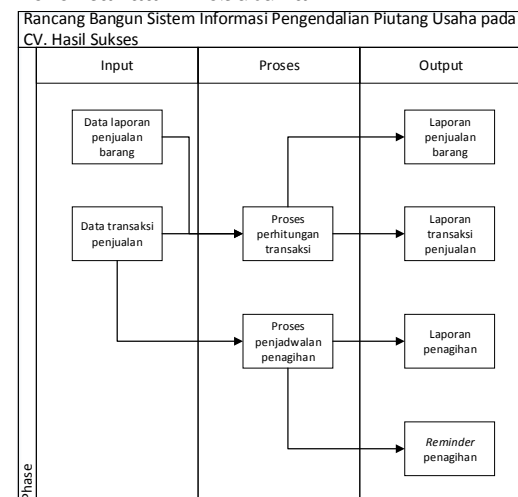 Rancang Bangun Sistem Informasi Pengendalian Piutang Usaha pada
CV. Hasil Sukses
Input
Proses
Output
Data laporan
penjualan
barang
Laporan
penjualan
barang
Data transaksi
penjualan
Proses
perhitungan
transaksi
Laporan
transaksi
penjualan
Proses
penjadwalan
penagihan
Laporan
penagihan
Reminder
penagihan
Phase